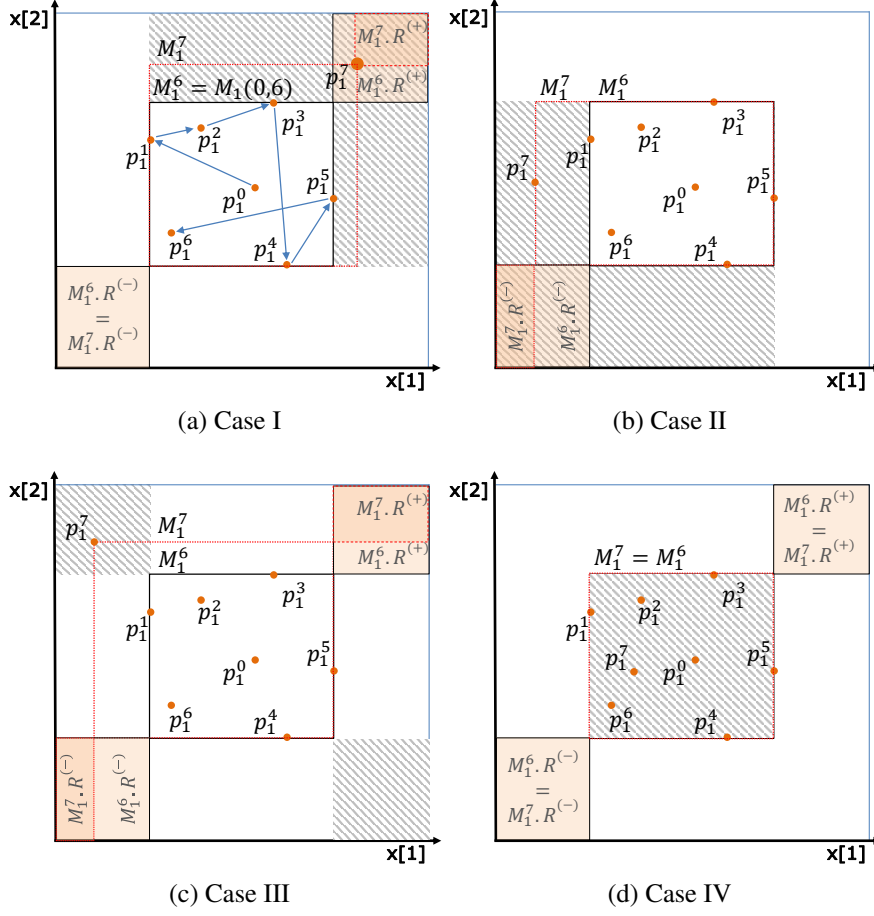 x[2]
M_1^7
M_1^7.R^(+)
p_1^7
M_1^6 = M_1(0,6)
M_1^6.R^(+)
p_1^3
p_1^2
p_1^1
p_1^0
p_1^5
p_1^6
p_1^4
M_1^6.R^(-)
=
M_1^7.R^(-)
x[1]
(a) Case I
x[2]
M_1^7
M_1^6
p_1^3
p_1^2
p_1^1
p_1^7
p_1^0
p_1^5
p_1^6
p_1^4
M_1^7.R^(-)
M_1^6.R^(-)
x[1]
(b) Case II
x[2]
M_1^7.R^(+)
p_1^7
M_1^7
M_1^6
M_1^6.R^(+)
p_1^3
p_1^2
p_1^1
p_1^0
p_1^5
p_1^6
p_1^4
M_1^7.R^(-)
M_1^6.R^(-)
x[1]
(c) Case III
x[2]
M_1^6.R^(+)
=
M_1^7.R^(+)
M_1^7 = M_1^6
p_1^3
p_1^2
p_1^1
p_1^7
p_1^0
p_1^5
p_1^6
p_1^4
M_1^6.R^(-)
=
M_1^7.R^(-)
x[1]
(d) Case IV